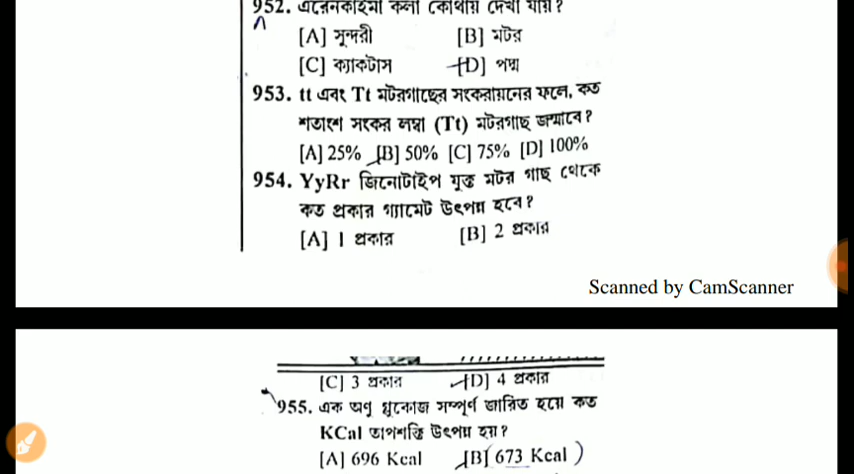 952. এরেনকাইমা কলা কোথায় দেখা যায়?
[A] সুন্দরী [B] মটর
[C] ক্যাকটাস [D] পদ্ম
953. tt এবং Tt মটরগাছের সংকরায়নের ফলে, কত
শতাংশ সংকর লম্বা (Tt) মটরগাছ জন্মাবে?
[A] 25% [B] 50% [C] 75% [D] 100%
954. YyRr জিনোটাইপ যুক্ত মটর গাছ থেকে
কত প্রকার গ্যামেট উৎপন্ন হবে?
[A] 1 প্রকার [B] 2 প্রকার
Scanned by CamScanner
[C] 3 প্রকার [D] 4 প্রকার
955. এক অণু গ্লুকোজ সম্পূর্ণ জারিত হয়ে কত
KCal তাপশক্তি উৎপন্ন হয়?
[A] 696 Kcal [B] 673 Kcal